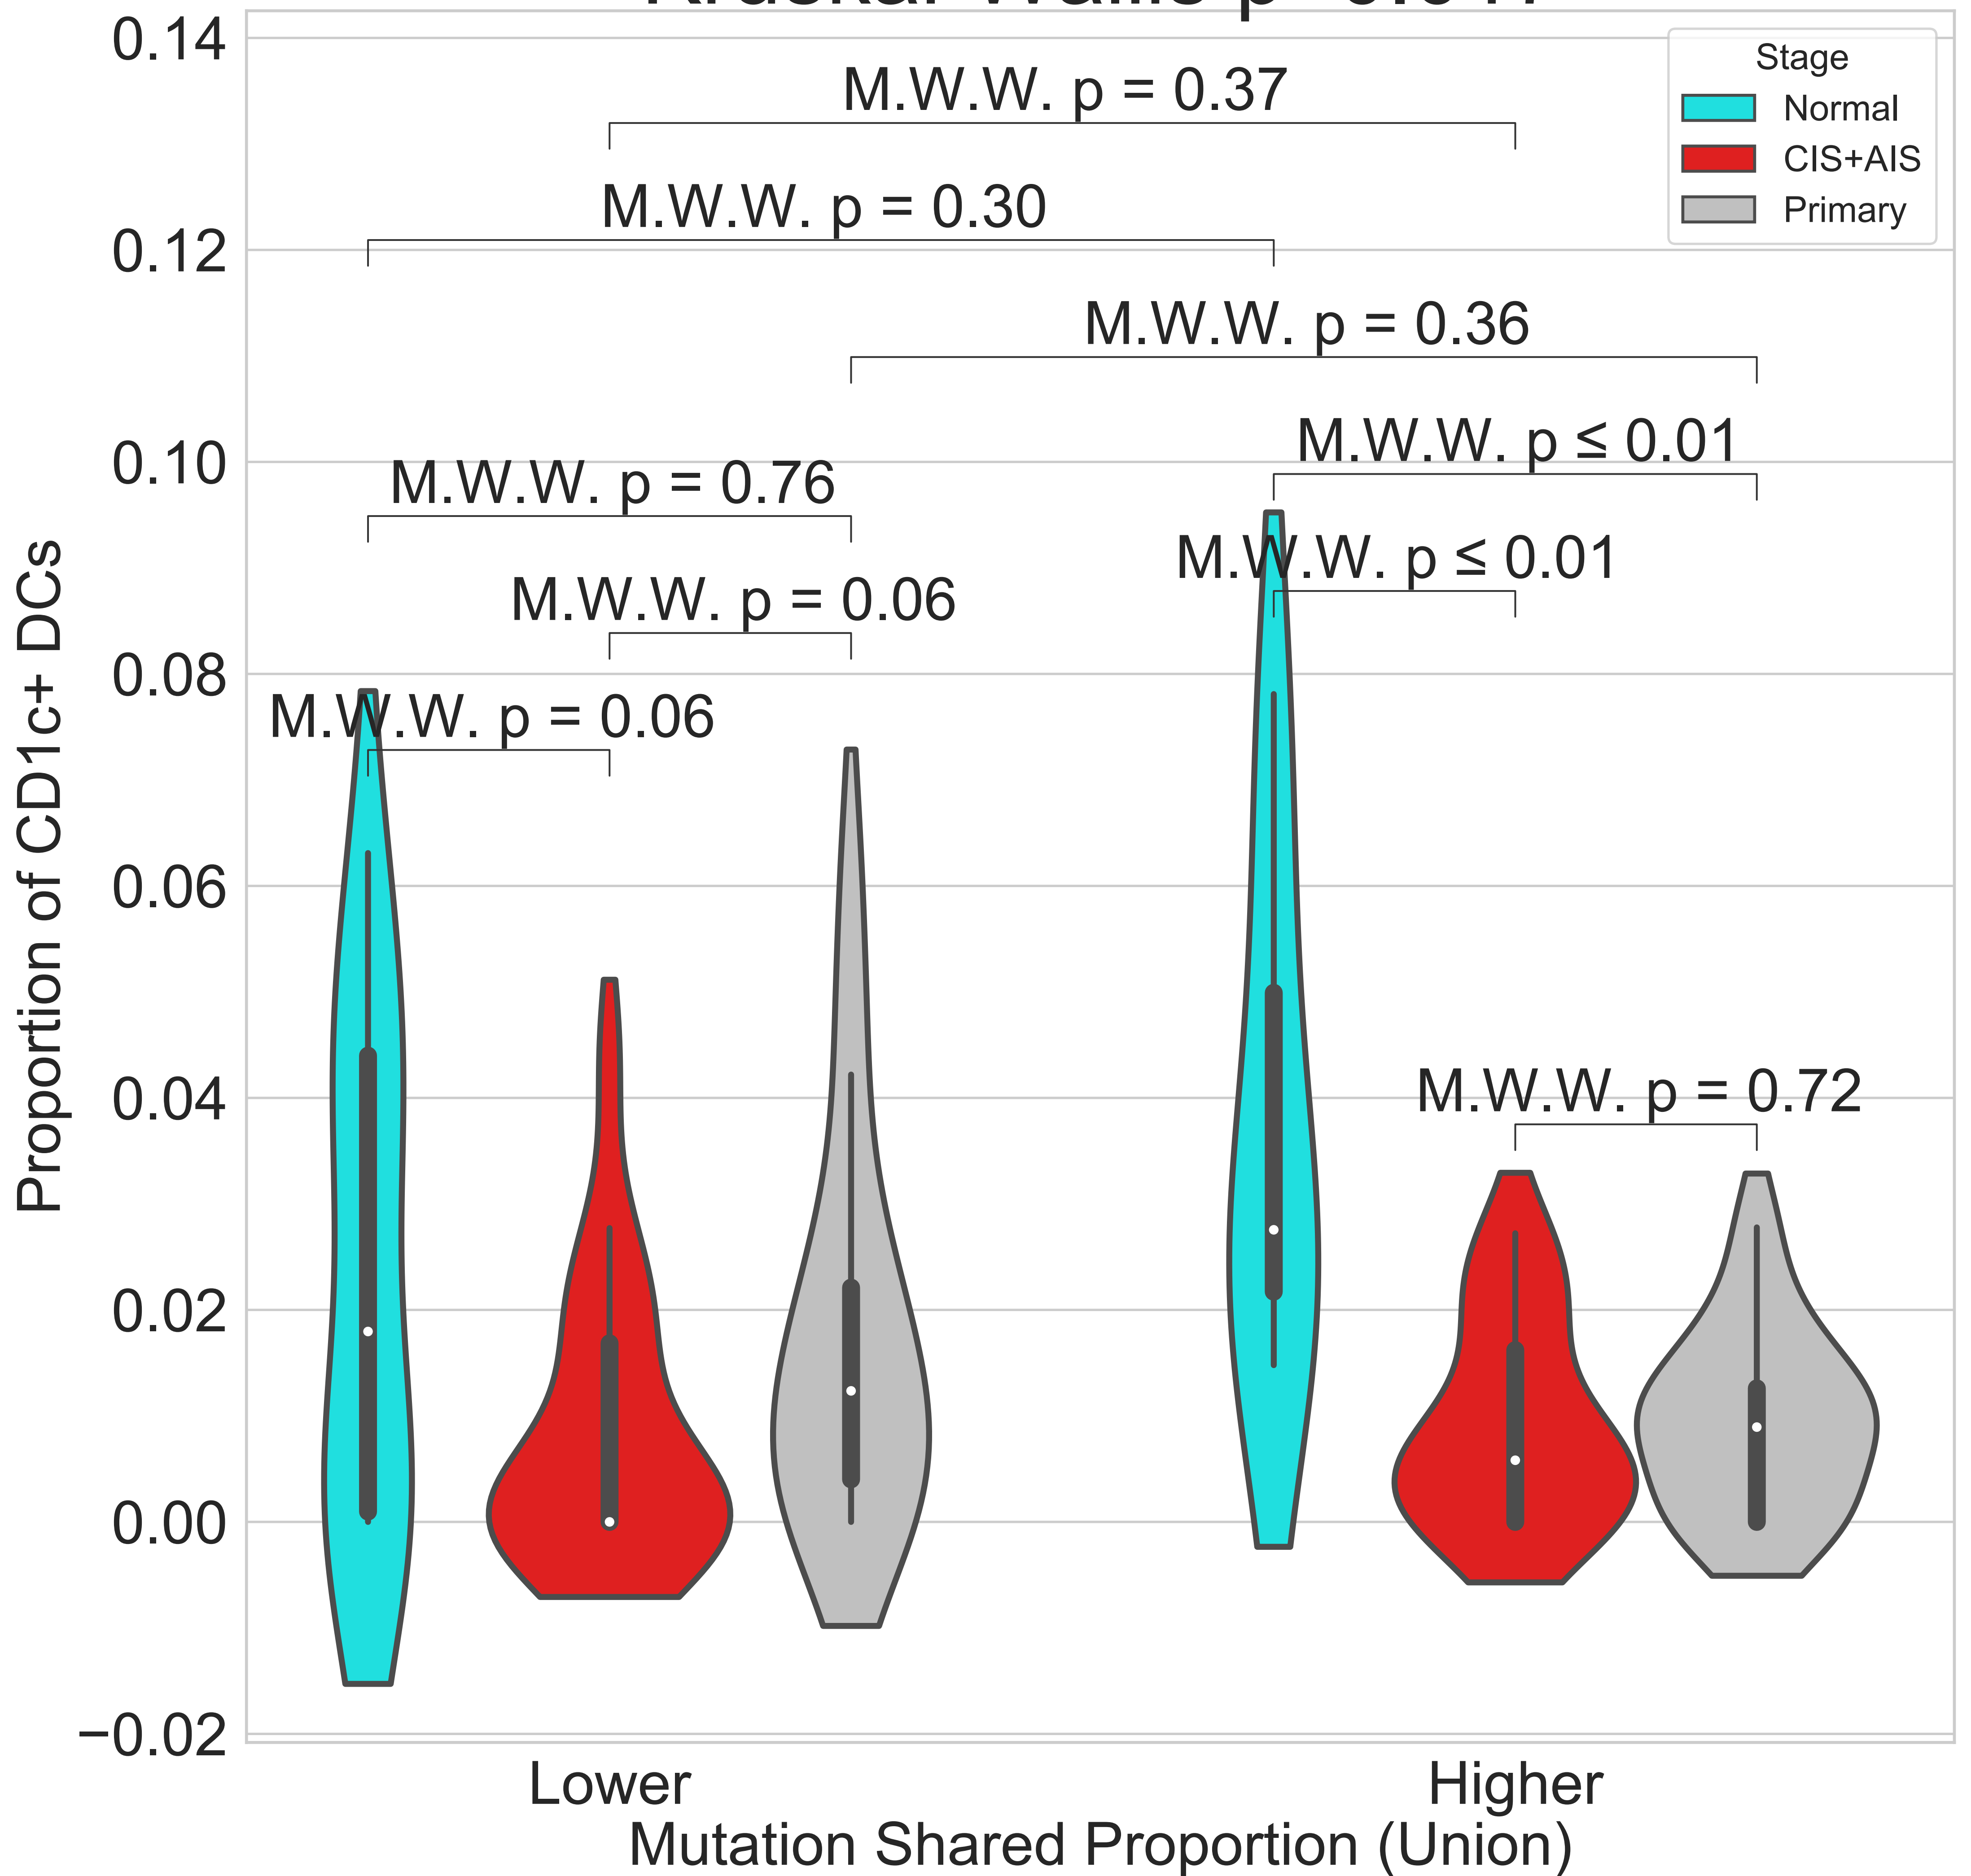 0.14
0.12
0.10
0.08
0.06
0.04
0.02
0.00
−0.02
Proportion of CD1c+ DCs
M.W.W. p = 0.37
M.W.W. p = 0.30
M.W.W. p = 0.36
M.W.W. p ≤ 0.01
M.W.W. p = 0.76
M.W.W. p ≤ 0.01
M.W.W. p = 0.06
M.W.W. p = 0.06
M.W.W. p = 0.72
Stage
Normal
CIS+AIS
Primary
Lower
Higher
Mutation Shared Proportion (Union)